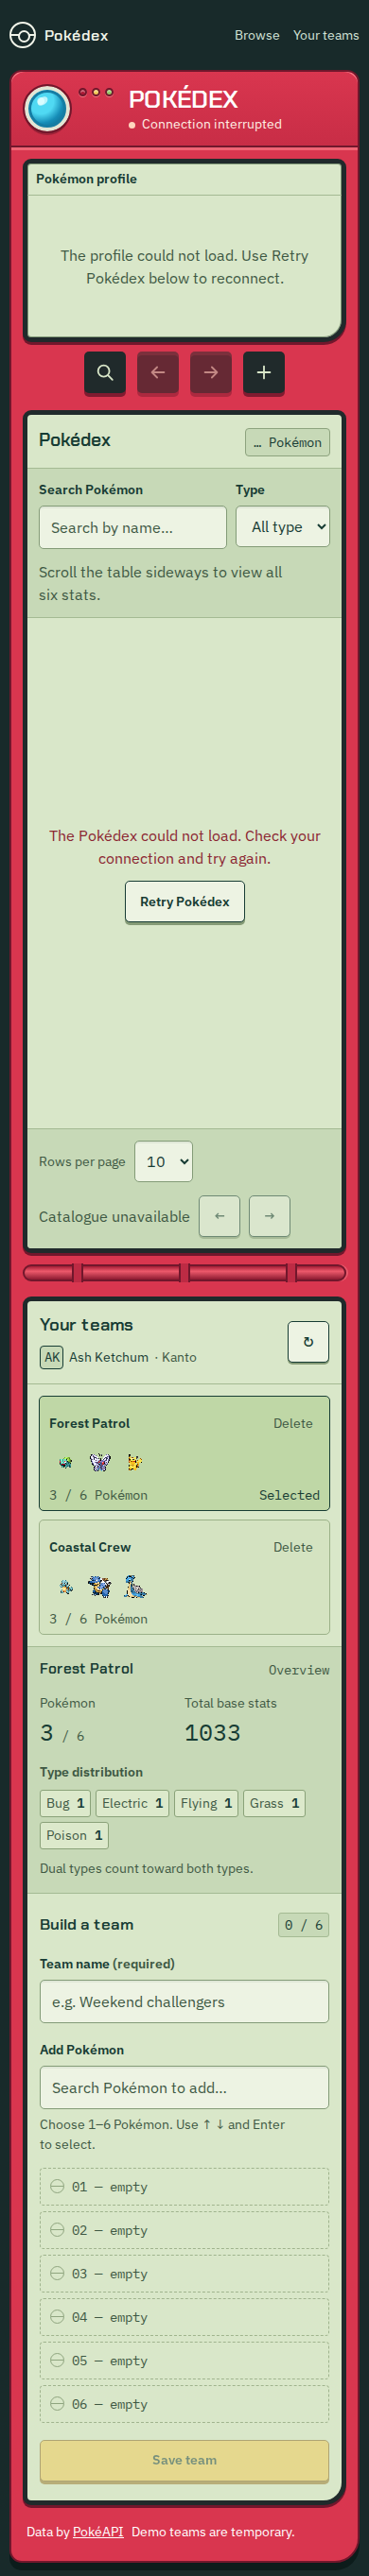 Pokédex
Browse Your teams
POKÉDEX
Connection interrupted
Pokémon profile
The profile could not load. Use Retry
Pokédex below to reconnect.
Pokédex
… Pokémon
Search Pokémon
Type
Search by name...
All type
Scroll the table sideways to view all
six stats.
The Pokédex could not load. Check your
connection and try again.
Retry Pokédex
Rows per page 10
Catalogue unavailable ← →
Your teams
↻
AK Ash Ketchum · Kanto
Forest Patrol
Delete
3 / 6 Pokémon
Selected
Coastal Crew
Delete
3 / 6 Pokémon
Forest Patrol
Overview
Pokémon
Total base stats
3 / 6
1033
Type distribution
Bug 1 Electric 1 Flying 1 Grass 1
Poison 1
Dual types count toward both types.
Build a team
0 / 6
Team name (required)
e.g. Weekend challengers
Add Pokémon
Search Pokémon to add...
Choose 1–6 Pokémon. Use ↑ ↓ and Enter
to select.
01 — empty
02 — empty
03 — empty
04 — empty
05 — empty
06 — empty
Save team
Data by PokéAPI Demo teams are temporary.